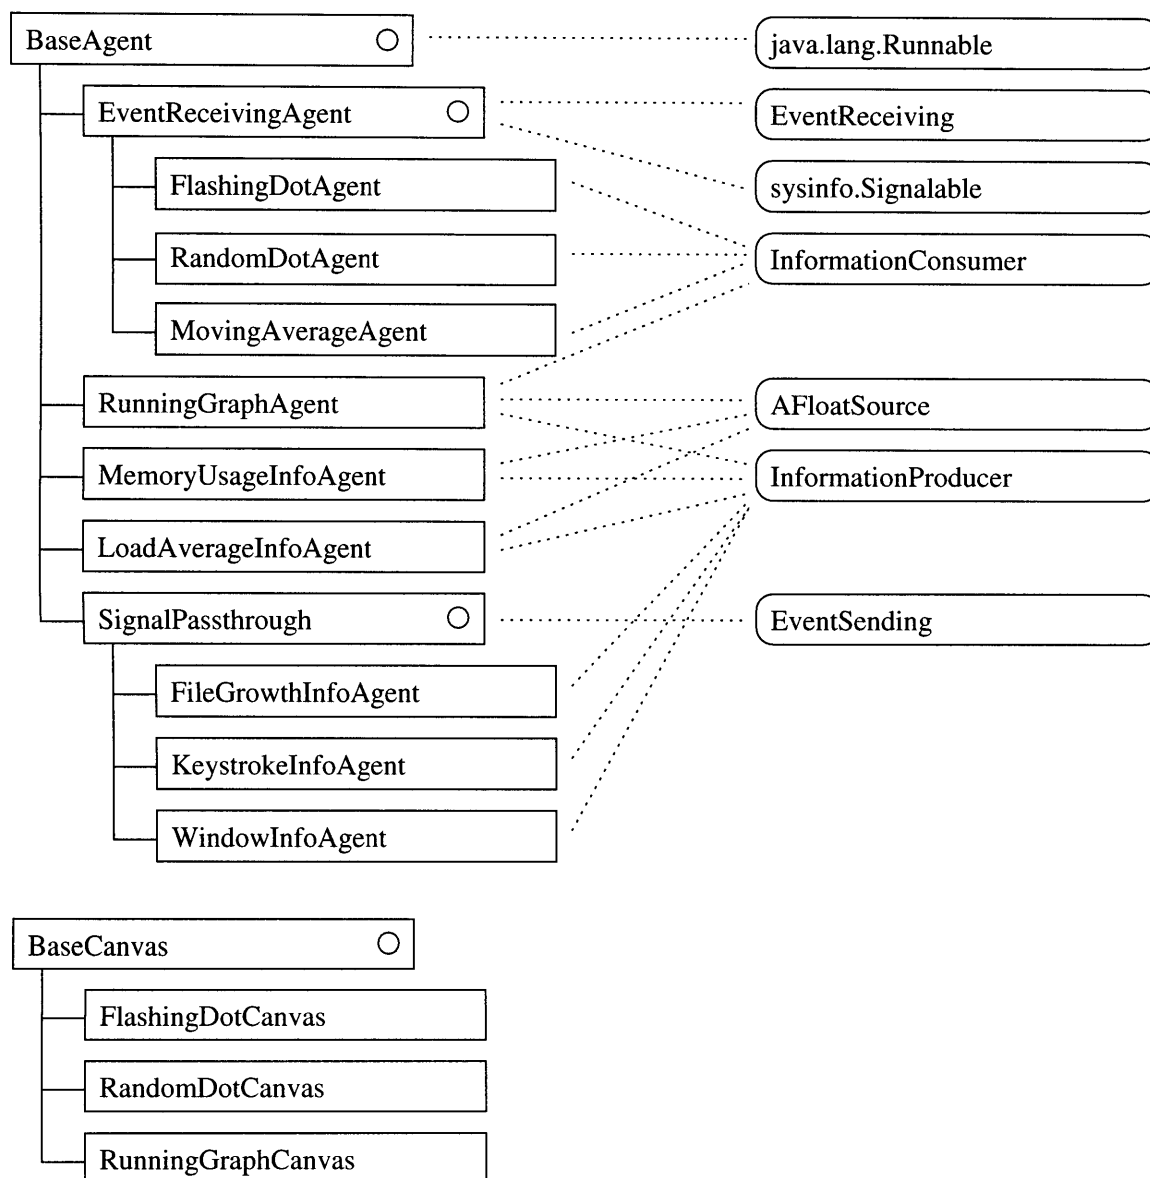 BaseAgent
java.lang.Runnable
EventReceivingAgent
EventReceiving
FlashingDotAgent
sysinfo.Signalable
RandomDotAgent
InformationConsumer
MovingAverageAgent
RunningGraphAgent
AFloatSource
MemoryUsageInfoAgent
InformationProducer
LoadAverageInfoAgent
SignalPassthrough
EventSending
FileGrowthInfoAgent
KeystrokeInfoAgent
WindowInfoAgent
BaseCanvas
FlashingDotCanvas
RandomDotCanvas
RunningGraphCanvas